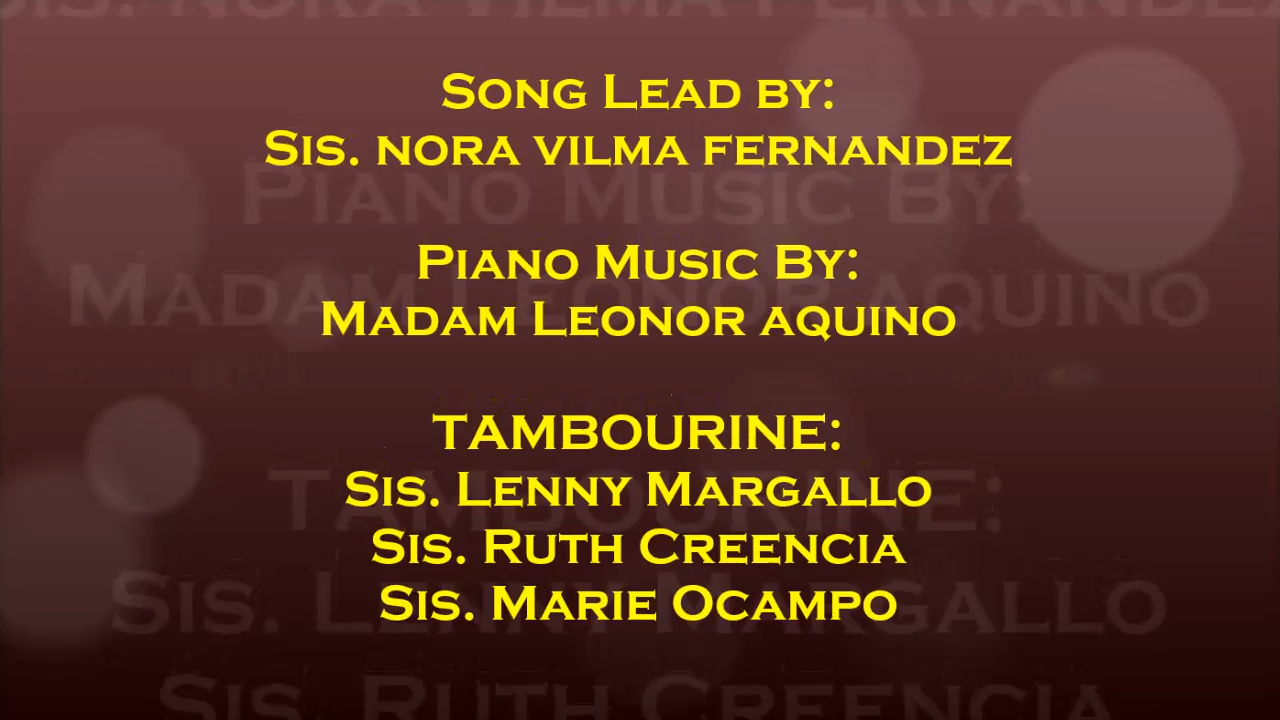 Song Lead by:
Sis. nora vilma fernandez
Piano Music By:
Madam Leonor aquino
TAMBOURINE:
Sis. Lenny Margallo
Sis. Ruth Creencia
Sis. Marie Ocampo